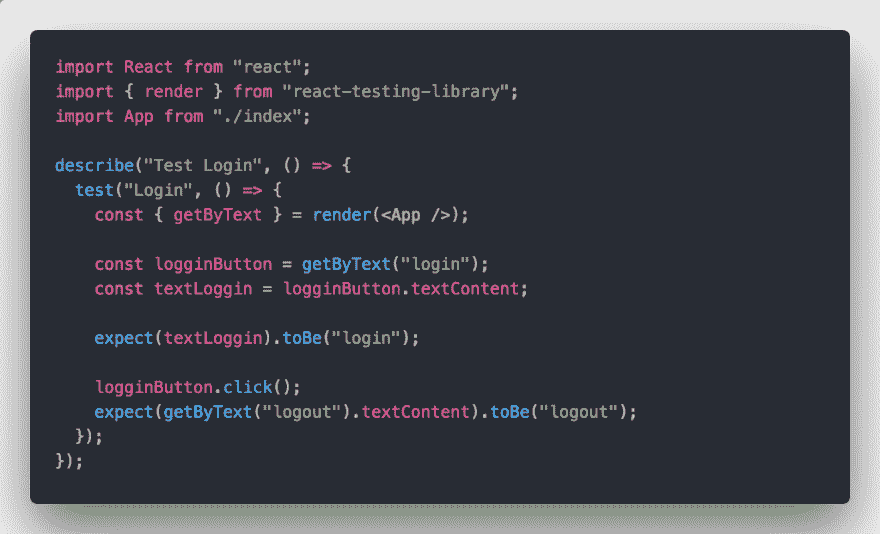 import React from "react";
import { render } from "react-testing-library";
import App from "./index";

describe("Test Login", () => {
  test("Login", () => {
    const { getByText } = render(<App />);

    const logginButton = getByText("login");
    const textLoggin = logginButton.textContent;

    expect(textLoggin).toBe("login");

    logginButton.click();
    expect(getByText("logout").textContent).toBe("logout");
  });
});